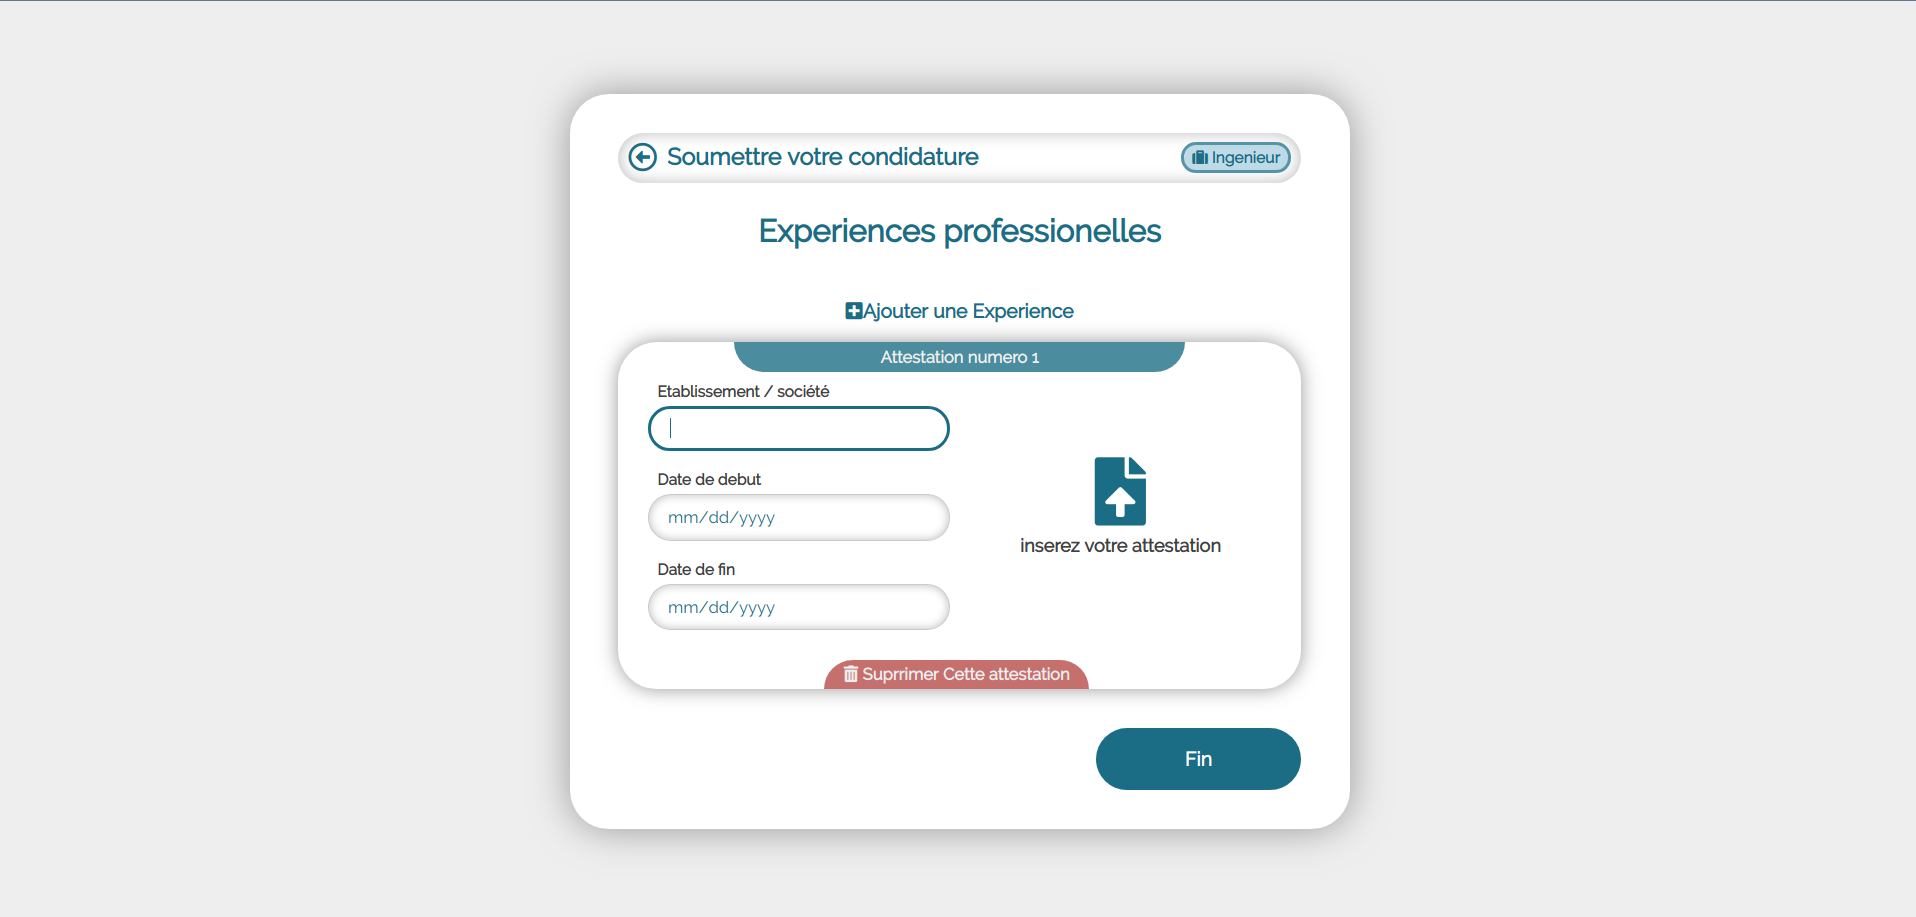 Soumettre votre condidature
Ingenieur
Experiences professionelles
Ajouter une Experience
Attestation numero 1
Etablissement / société
Date de debut
mm/dd/yyyy
Date de fin
mm/dd/yyyy
inserez votre attestation
Suprrimer Cette attestation
Fin